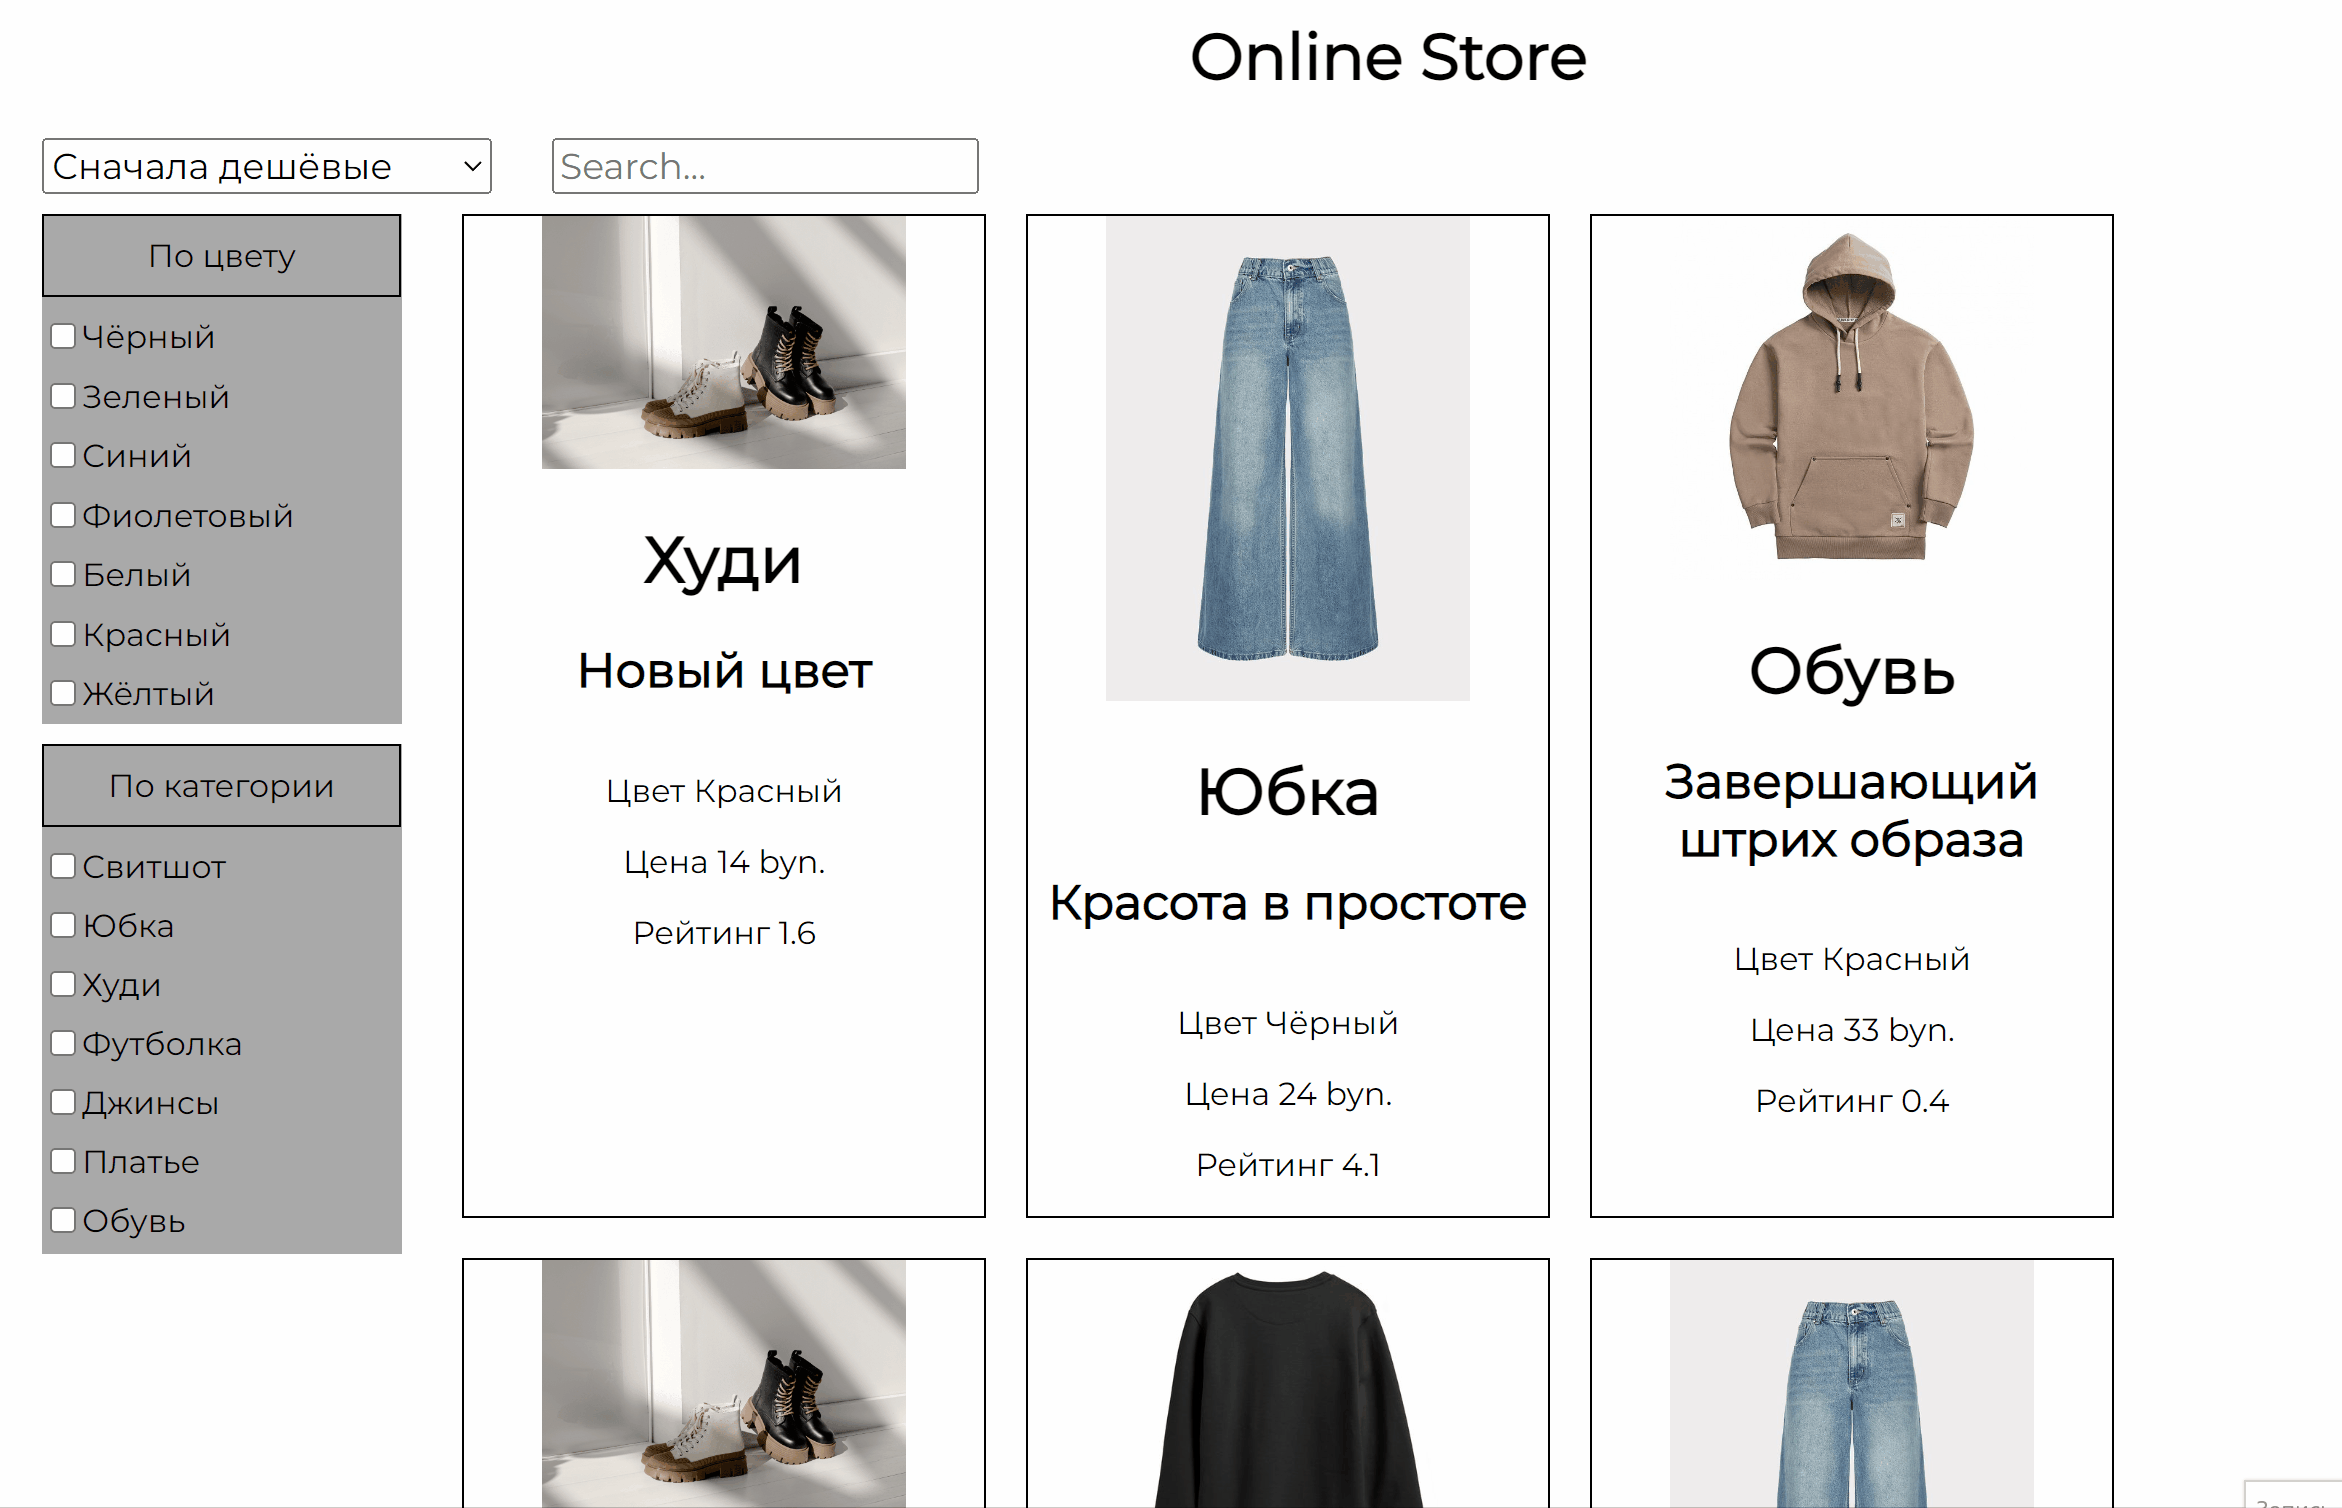 Online Store
Сначала дешёвые
Search...
По цвету
Чёрный
Зеленый
Синий
Фиолетовый
Белый
Красный
Жёлтый
По категории
Свитшот
Юбка
Худи
Футболка
Джинсы
Платье
Обувь
Худи
Новый цвет
Цвет Красный
Цена 14 byn.
Рейтинг 1.6
Юбка
Красота в простоте
Цвет Чёрный
Цена 24 byn.
Рейтинг 4.1
Обувь
Завершающий
штрих образа
Цвет Красный
Цена 33 byn.
Рейтинг 0.4